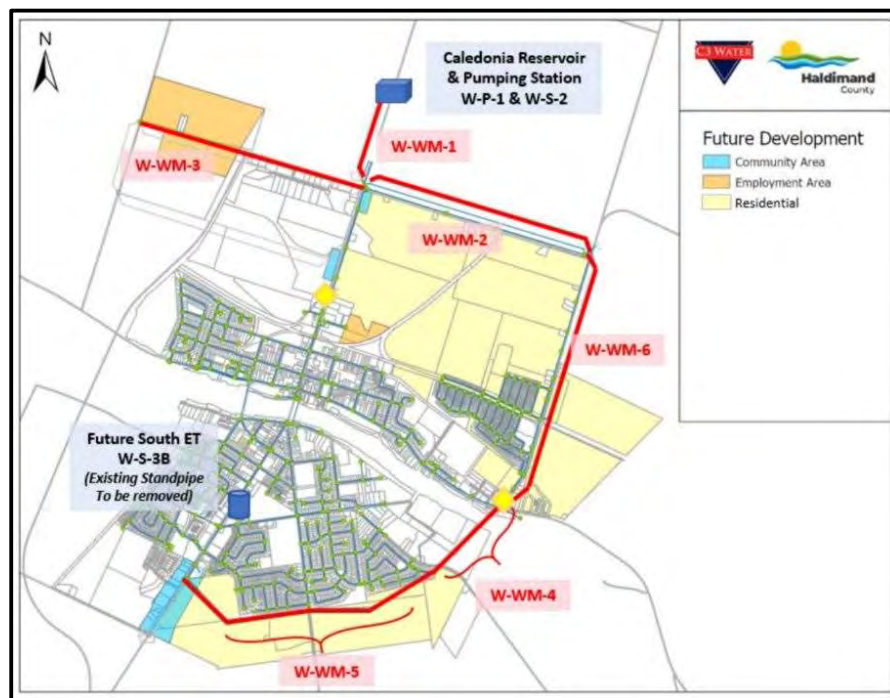 N
Caledonia Reservoir
& Pumping Station
W-P-1 & W-S-2
C3 WATER
Haldimand
County
Future Development
Community Area
Employment Area
Residential
W-WM-1
W-WM-3
W-WM-2
W-WM-6
Future South ET
W-S-3B
(Existing Standpipe
To be removed)
W-WM-4
W-WM-5